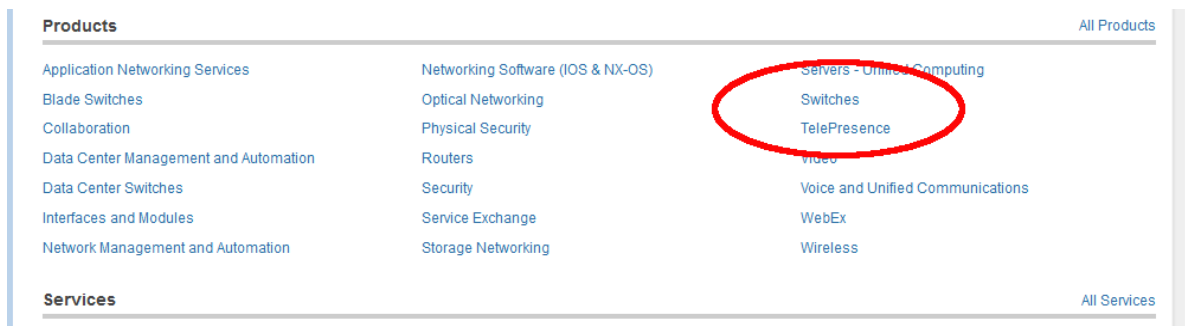 Products All Products
Application Networking Services Networking Software (IOS & NX-OS) Servers - Unified Computing
Blade Switches Optical Networking Switches
Collaboration Physical Security TelePresence
Data Center Management and Automation Routers Video
Data Center Switches Security Voice and Unified Communications
Interfaces and Modules Service Exchange WebEx
Network Management and Automation Storage Networking Wireless
Services All Services